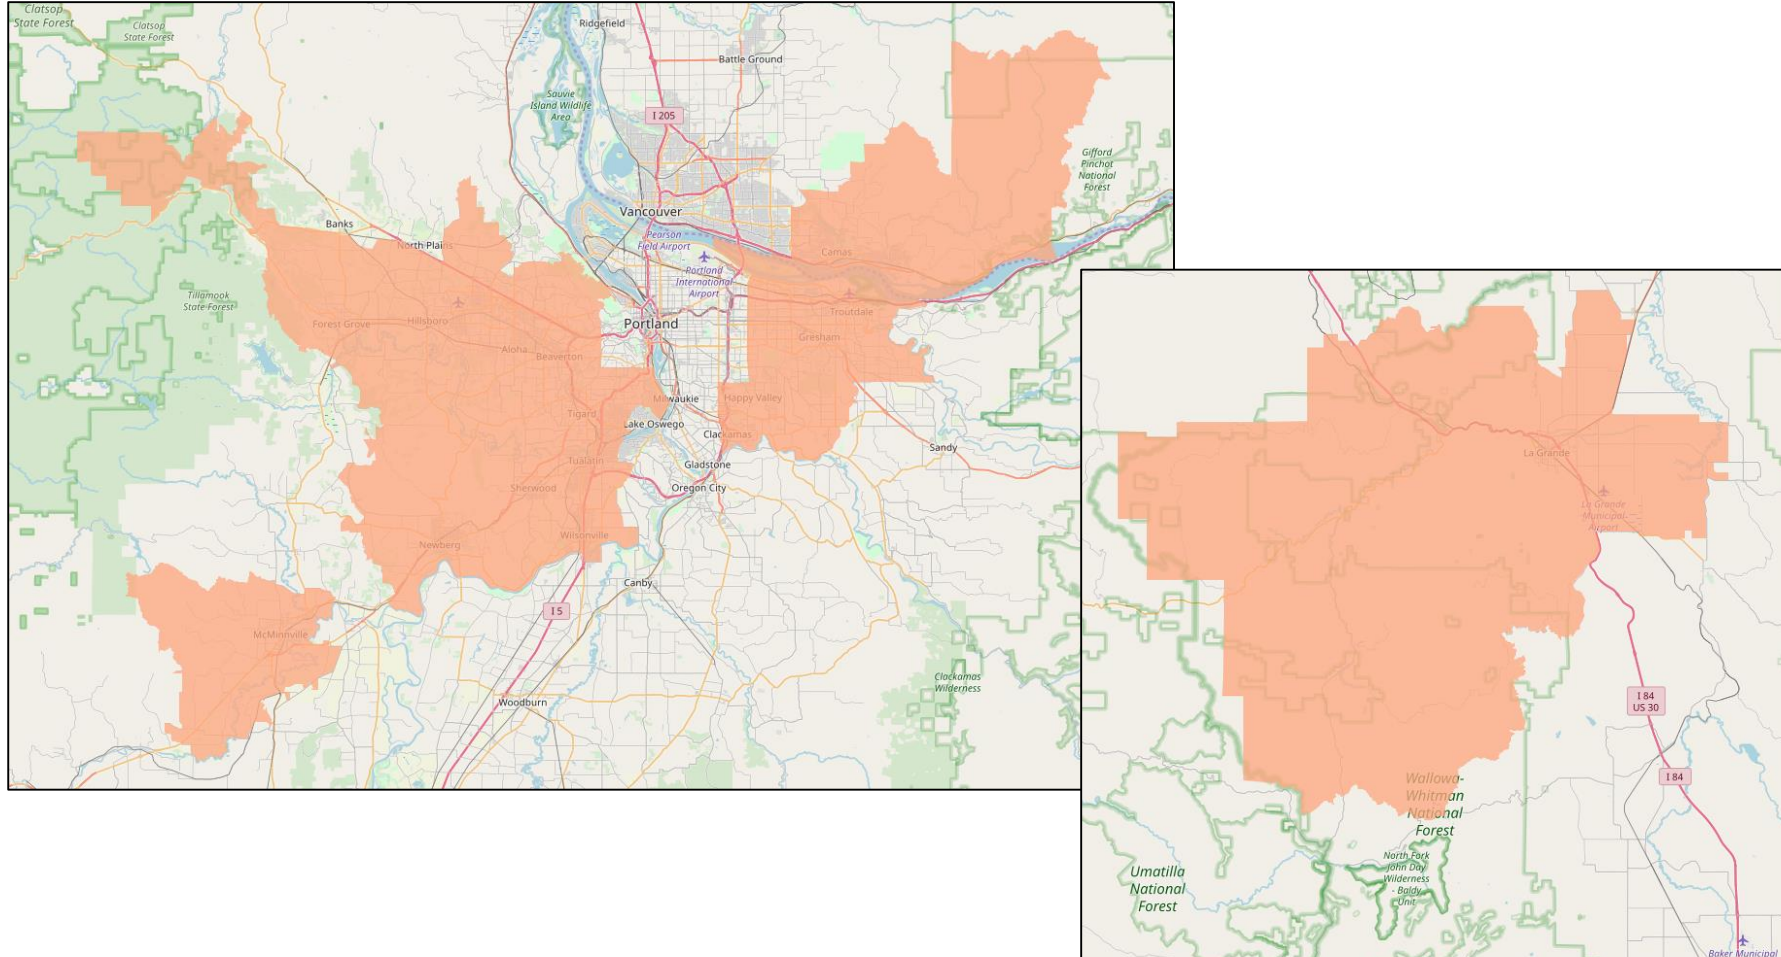 Clatsop
State Forest
Clatsop
State Forest
Ridgefield
Battle Ground
Sauvie
Island Wildlife
Area
I 205
Gifford
Pinchot
National
Forest
Vancouver
Banks
North Plains
Pearson
Field Airport
Camas
Portland
International
Airport
Tillamook
State Forest
Forest Grove
Hillsboro
Portland
Troutdale
Gresham
Aloha
Beaverton
Milwaukie
Happy Valley
Tigard
Lake Oswego
Clackamas
Sandy
Tualatin
Gladstone
Sherwood
Oregon City
Newberg
Wilsonville
Canby
I 5
McMinnville
Clackamas
Wilderness
Woodburn
La Grande
La Grande
Municipal
Airport
I 84
US 30
I 84
Wallowa-
Whitman
National
Forest
Umatilla
National
Forest
North Fork
John Day
Wilderness
- Baldy
Unit
Baker Municipal